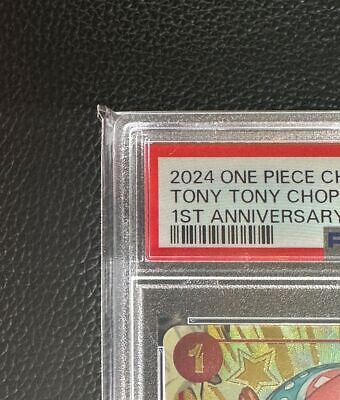 2024 ONE PIECE CH
TONY TONY CHOP
1ST ANNIVERSARY
P
1